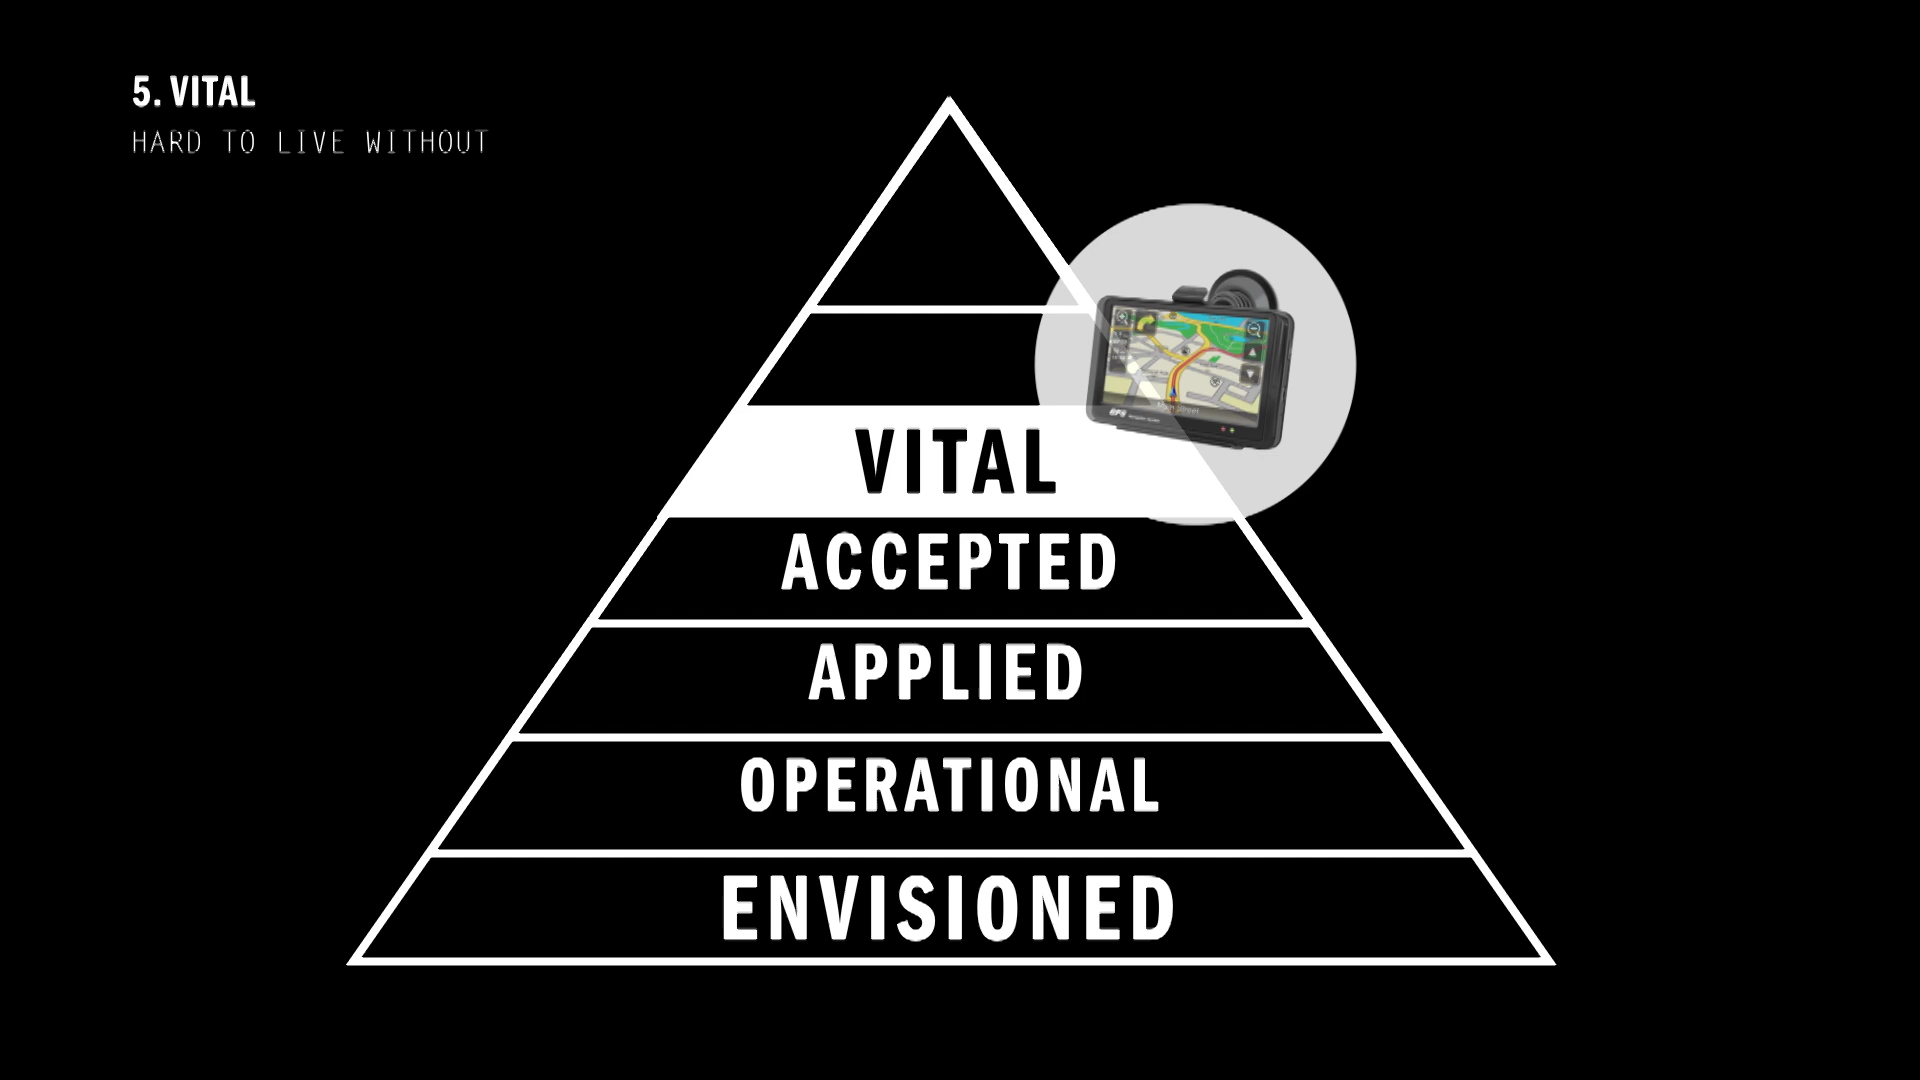 5. VITAL
HARD TO LIVE WITHOUT
VITAL
ACCEPTED
APPLIED
OPERATIONAL
ENVISIONED